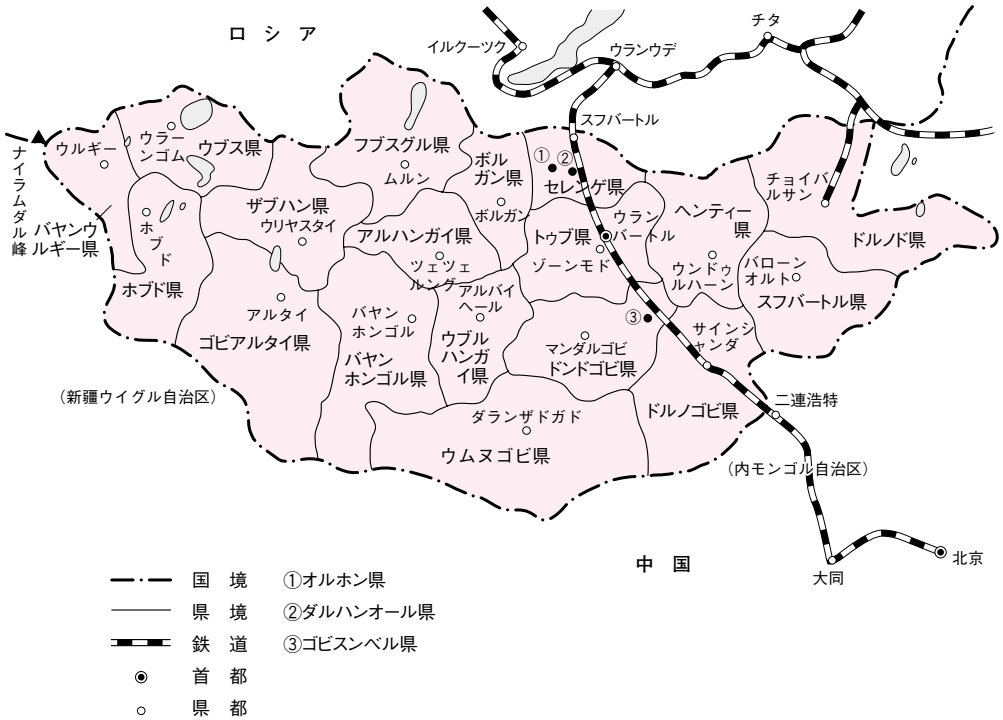 ロシア
イルクーツク
チタ
ウランウデ
スフバートル
ナイラムダル峰
ウルギー
バヤンウ
ルギー県
ウラー
ンゴム
ウブス県
ホブド
ホブド県
フブスグル県
ムルン
ザブハン県
ウリヤスタイ
アルハンガイ県
ツェツェ
ルングー
ボル
ガン県
ボルガン
①
②
セレンゲ県
トゥブ県
ウラン
バートル
ゾーンモド
ヘンティー
県
ウンドゥ
ルハーン
チョイバ
ルサン
ドルノド県
バローン
オルト
スフバートル県
アルタイ
ゴビアルタイ県
バヤン
ホンゴル
バヤン
ホンゴル県
アルバイ
ヘール
ウブル
ハンガ
イ県
③
マンダルゴビ
ドンドゴビ県
サインシ
ャンダ
ドルノゴビ県
ダランザドガド
ウムヌゴビ県
(新疆ウイグル自治区)
二連浩特
(内モンゴル自治区)
中国
大同
北京
国境 ①オルホン県
県境 ②ダルハンオール県
鉄道 ③ゴビスンベル県
首都
県都